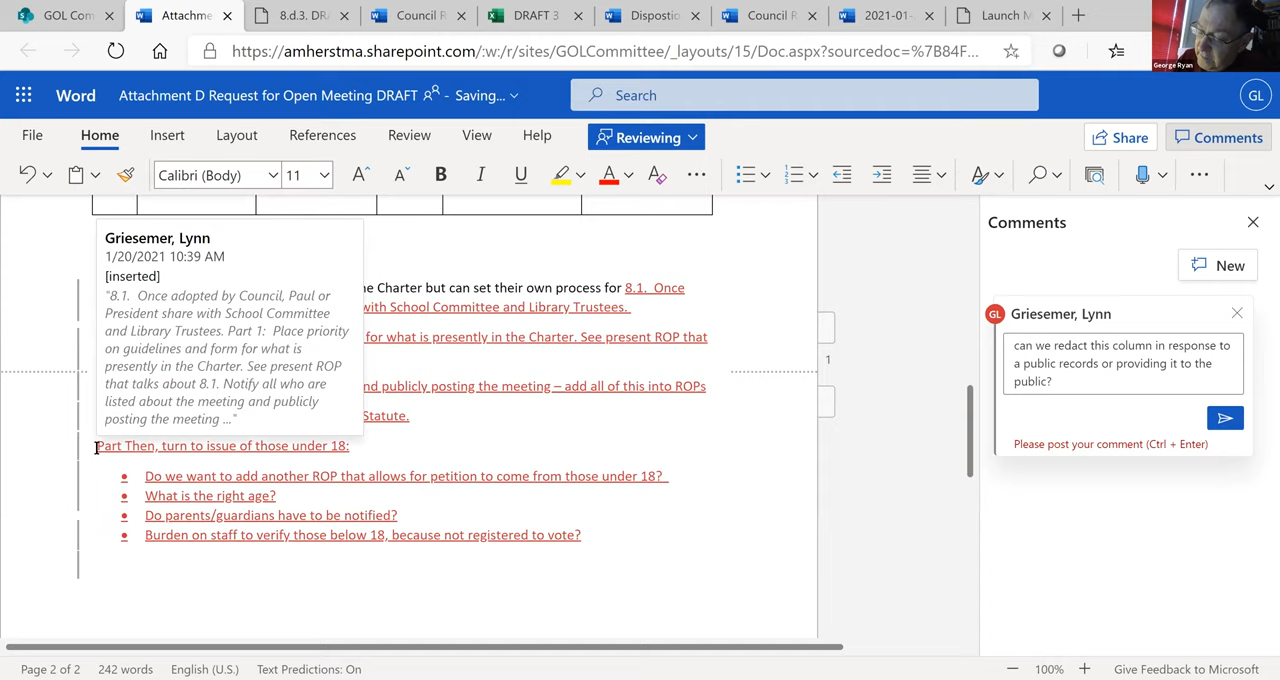 GOL Com
Attachme
8.d.3. DRA
Council R
DRAFT 3
Dispostio
Council R
2021-01-
Launch M
https://amherstma.sharepoint.com/:w:/r/sites/GOLCommittee/_layouts/15/Doc.aspx?sourcedoc=%7B84F...
George Ryan
Word
Attachment D Request for Open Meeting DRAFT - Saving...
Search
GL
File
Home
Insert
Layout
References
Review
View
Help
Reviewing
Share
Comments
Calibri (Body)
11
A A B I U A A
Griesemer, Lynn
1/20/2021 10:39 AM
[inserted]
"8.1. Once adopted by Council, Paul or
President share with School Committee
and Library Trustees. Part 1: Place priority
on guidelines and form for what is
presently in the Charter. See present ROP
that talks about 8.1. Notify all who are
listed about the meeting and publicly
posting the meeting ..."
he Charter but can set their own process for 8.1. Once
with School Committee and Library Trustees.
for what is presently in the Charter. See present ROP that
nd publicly posting the meeting – add all of this into ROPs
Statute.
Part Then, turn to issue of those under 18:
• Do we want to add another ROP that allows for petition to come from those under 18?
• What is the right age?
• Do parents/guardians have to be notified?
• Burden on staff to verify those below 18, because not registered to vote?
1
Comments
New
GL
Griesemer, Lynn
can we redact this column in response to
a public records or providing it to the
public?
Please post your comment (Ctrl + Enter)
Page 2 of 2
242 words
English (U.S.)
Text Predictions: On
100%
Give Feedback to Microsoft